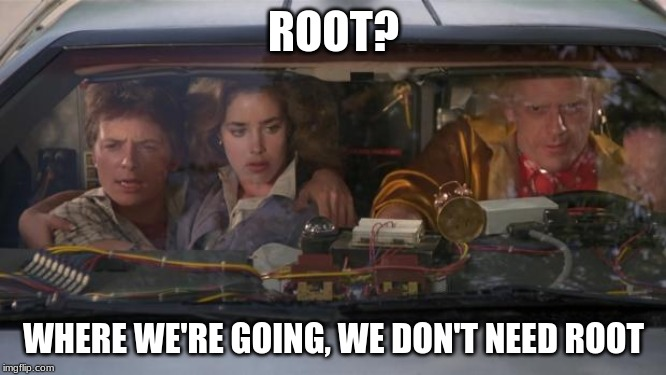 ROOT?
WHERE WE'RE GOING, WE DON'T NEED ROOT
imgflip.com